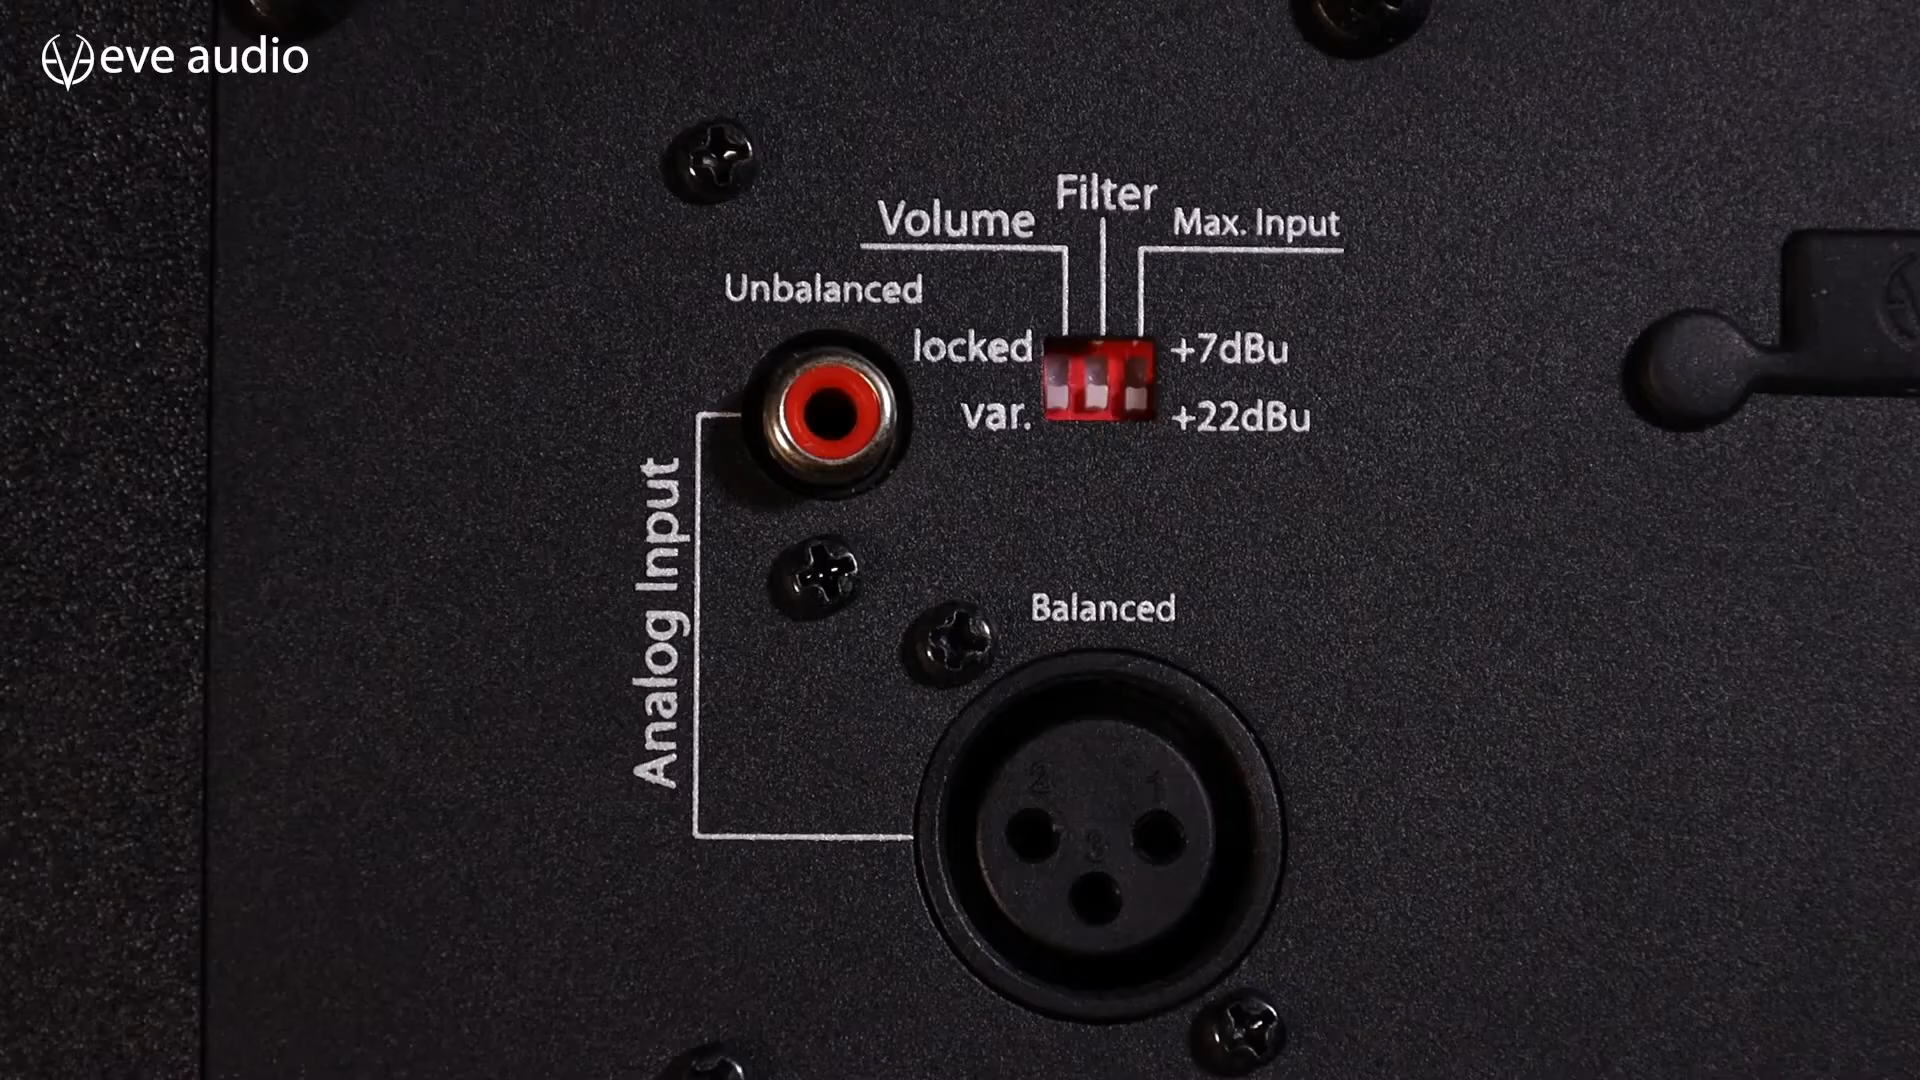 eve audio
Filter
Volume
Max. Input
Unbalanced
locked
+7dBu
var.
+22dBu
Analog Input
Balanced
2
1
3